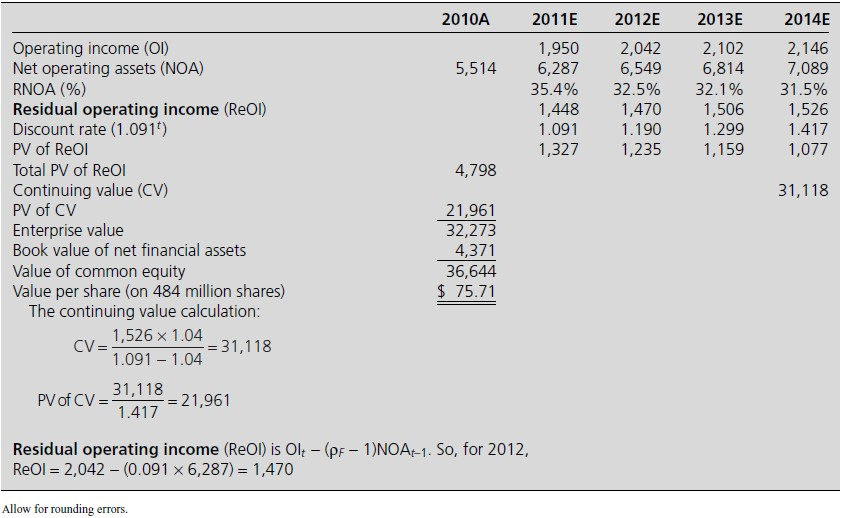 2010A 2011E 2012E 2013E 2014E
Operating income (OI) 1,950 2,042 2,102 2,146
Net operating assets (NOA) 5,514 6,287 6,549 6,814 7,089
RNOA (%) 35.4% 32.5% 32.1% 31.5%
Residual operating income (ReOI) 1,448 1,470 1,506 1,526
Discount rate (1.091ᵗ) 1.091 1.190 1.299 1.417
PV of ReOI 1,327 1,235 1,159 1,077
Total PV of ReOI 4,798
Continuing value (CV) 31,118
PV of CV 21,961
Enterprise value 32,273
Book value of net financial assets 4,371
Value of common equity 36,644
Value per share (on 484 million shares) $ 75.71
The continuing value calculation:
CV = 1,526 × 1.04 / 1.091 − 1.04 = 31,118
PV of CV = 31,118 / 1.417 = 21,961
Residual operating income (ReOI) is OIₜ − (ρF − 1)NOAₜ₋₁. So, for 2012,
ReOI = 2,042 − (0.091 × 6,287) = 1,470
Allow for rounding errors.